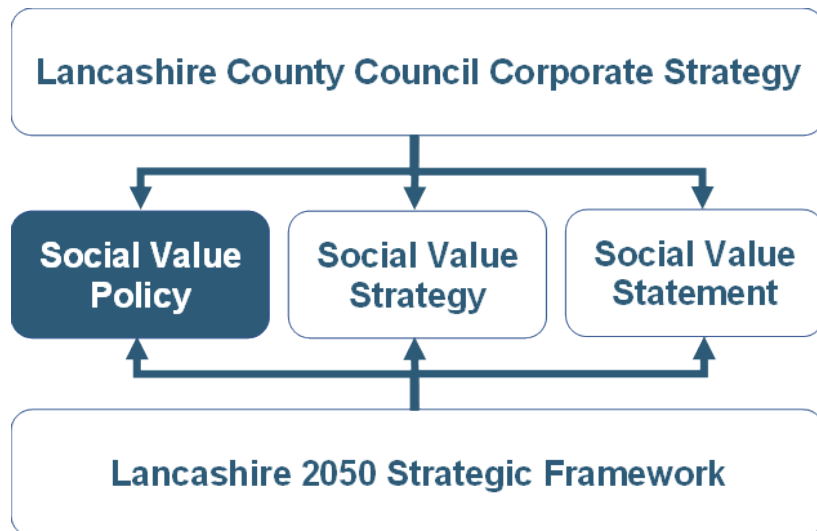 Lancashire County Council Corporate Strategy
Social Value
Policy
Social Value
Strategy
Social Value
Statement
Lancashire 2050 Strategic Framework